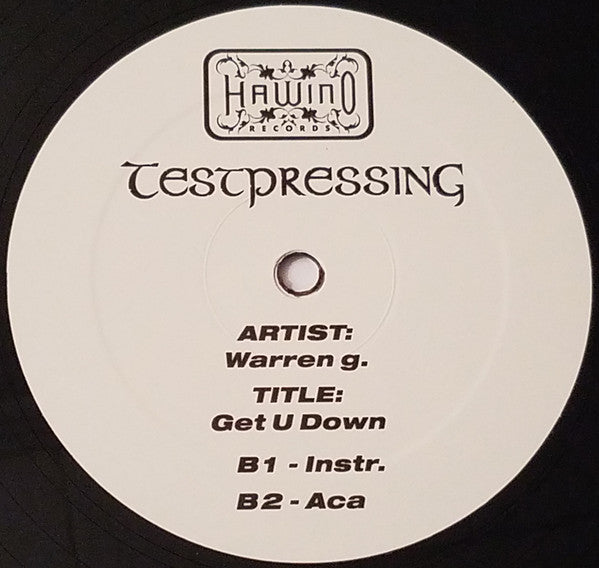 HAWINO
RECORDS
TESTPRESSING
ARTIST:
Warren g.
TITLE:
Get U Down
B1 - Instr.
B2 - Aca